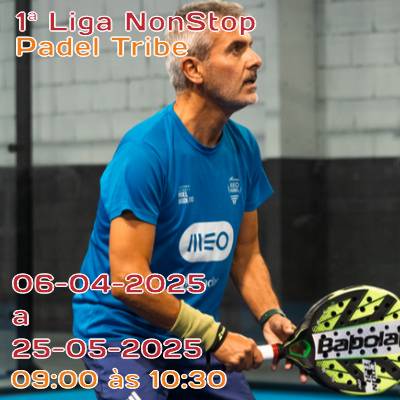 1ª Liga NonStop
Padel Tribe
MEO
06-04-2025
a
25-05-2025
09:00 às 10:30
Babolat